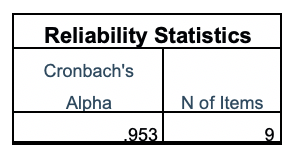 Reliability Statistics
Cronbach's
Alpha N of Items
.953 9